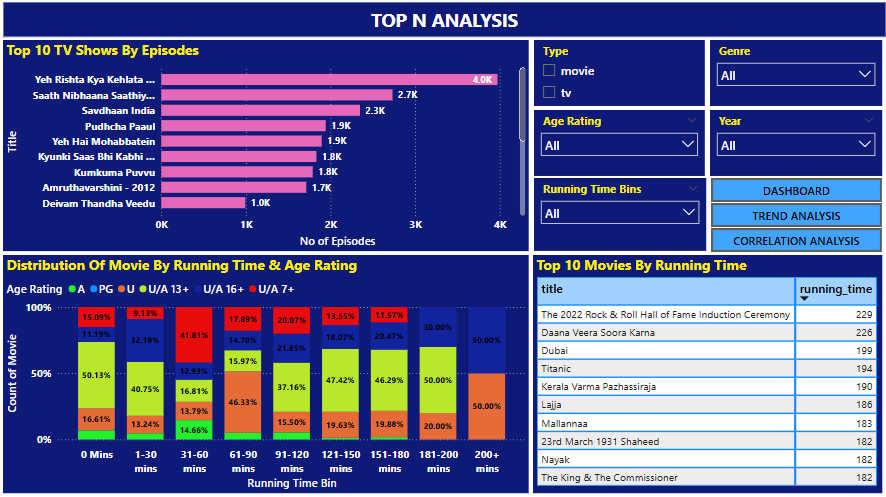 TOP N ANALYSIS
Top 10 TV Shows By Episodes
Title
Yeh Rishta Kya Kehlata ... 4.0K
Saath Nibhaana Saathiy... 2.7K
Savdhaan India 2.3K
Pudhcha Paaul 1.9K
Yeh Hai Mohabbatein 1.9K
Kyunki Saas Bhi Kabhi ... 1.8K
Kumkuma Puvvu 1.8K
Amruthavarshini - 2012 1.7K
Deivam Thandha Veedu 1.0K
0K 1K 2K 3K 4K
No of Episodes
Type
movie
tv
Genre
All
Age Rating
All
Year
All
Running Time Bins
All
DASHBOARD
TREND ANALYSIS
CORRELATION ANALYSIS
Distribution Of Movie By Running Time & Age Rating
Age Rating A PG U U/A 13+ U/A 16+ U/A 7+
Count of Movie
100%
50%
0%
15.09% 11.19% 50.13% 16.61%
9.13% 32.19% 40.75% 13.24%
41.81% 12.93% 16.81% 13.79% 14.66%
17.89% 14.70% 15.97% 46.33%
20.07% 21.85% 37.16% 15.50%
13.55% 18.07% 47.42% 19.63%
11.57% 20.47% 46.29% 19.88%
30.00% 50.00% 20.00%
50.00% 50.00%
0 Mins 1-30 mins 31-60 mins 61-90 mins 91-120 mins 121-150 mins 151-180 mins 181-200 mins 200+ mins
Running Time Bin
Top 10 Movies By Running Time
title running_time
The 2022 Rock & Roll Hall of Fame Induction Ceremony 229
Daana Veera Soora Karna 226
Dubai 199
Titanic 194
Kerala Varma Pazhassiraja 190
Lajja 186
Mallannaa 183
23rd March 1931 Shaheed 182
Nayak 182
The King & The Commissioner 182